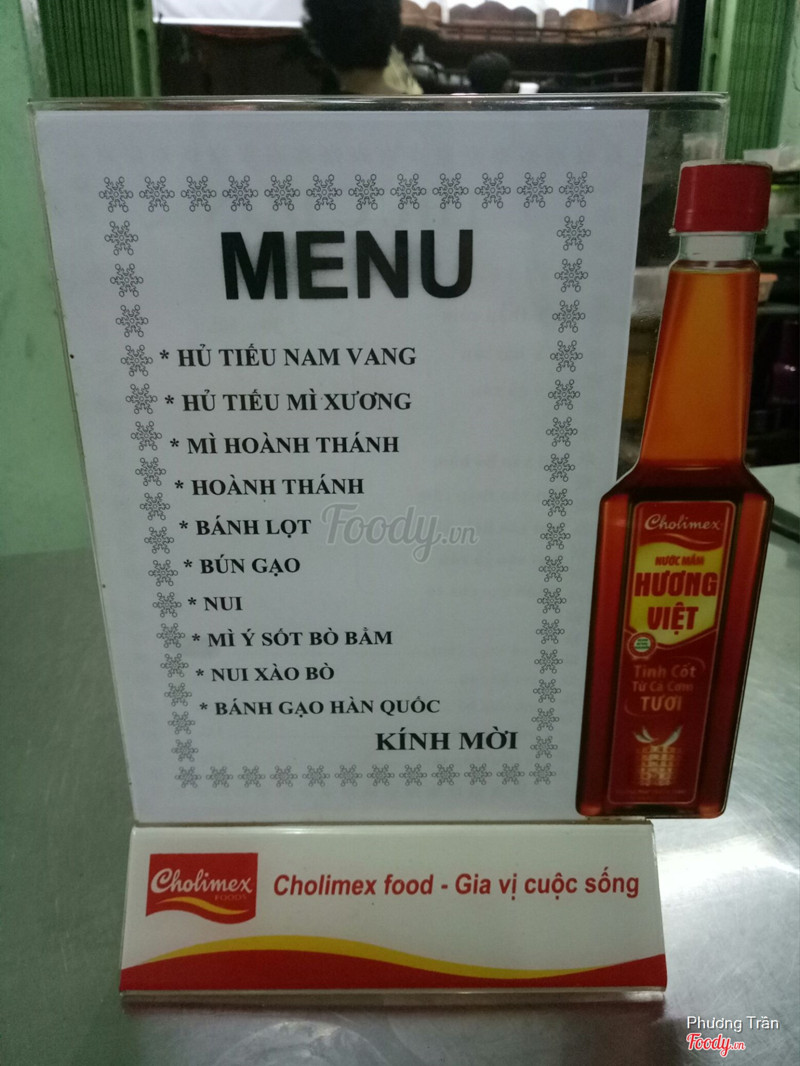 MENU
* HỦ TIẾU NAM VANG
* HỦ TIẾU MÌ XƯƠNG
* MÌ HOÀNH THÁNH
* HOÀNH THÁNH
* BÁNH LỌT
* BÚN GẠO
* NUI
* MÌ Ý SỐT BÒ BẰM
* NUI XÀO BÒ
* BÁNH GẠO HÀN QUỐC
KÍNH MỜI
Foody.vn
Cholimex
NƯỚC MẮM
HƯƠNG
VIỆT
Tinh Cốt
Từ Cá Cơm
TƯƠI
Cholimex
FOODS
Cholimex food - Gia vị cuộc sống
Phương Trần
Foody.vn